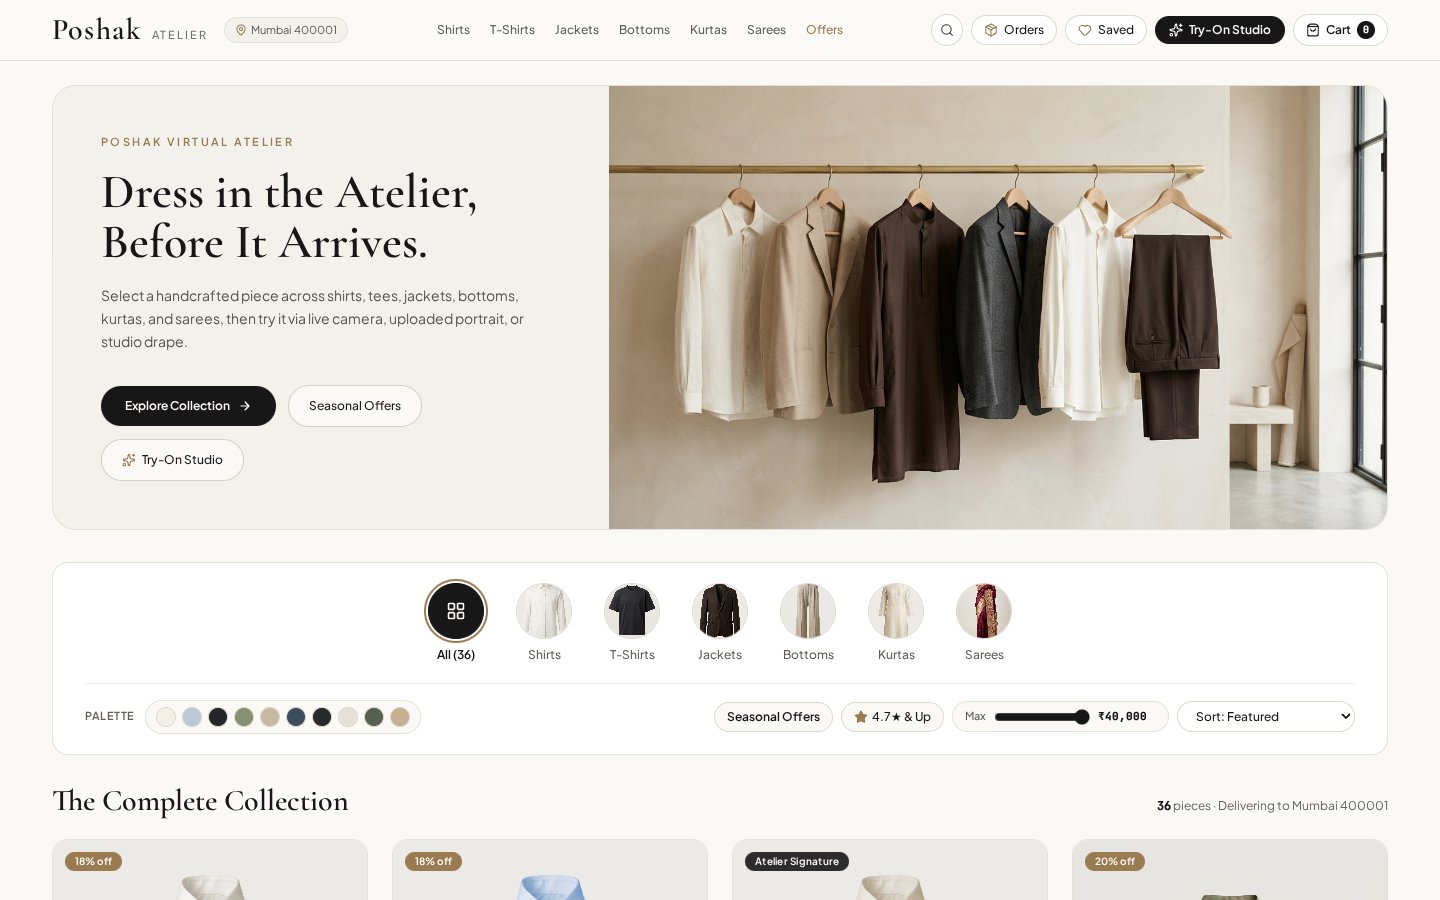 Poshak ATELIER
Mumbai 400001
Shirts
T-Shirts
Jackets
Bottoms
Kurtas
Sarees
Offers
Orders
Saved
Try-On Studio
Cart 0
POSHAK VIRTUAL ATELIER
Dress in the Atelier,
Before It Arrives.
Select a handcrafted piece across shirts, tees, jackets, bottoms,
kurtas, and sarees, then try it via live camera, uploaded portrait, or
studio drape.
Explore Collection
Seasonal Offers
Try-On Studio
All (36)
Shirts
T-Shirts
Jackets
Bottoms
Kurtas
Sarees
PALETTE
Seasonal Offers
4.7★ & Up
Max ₹40,000
Sort: Featured
The Complete Collection
36 pieces · Delivering to Mumbai 400001
18% off
18% off
Atelier Signature
20% off